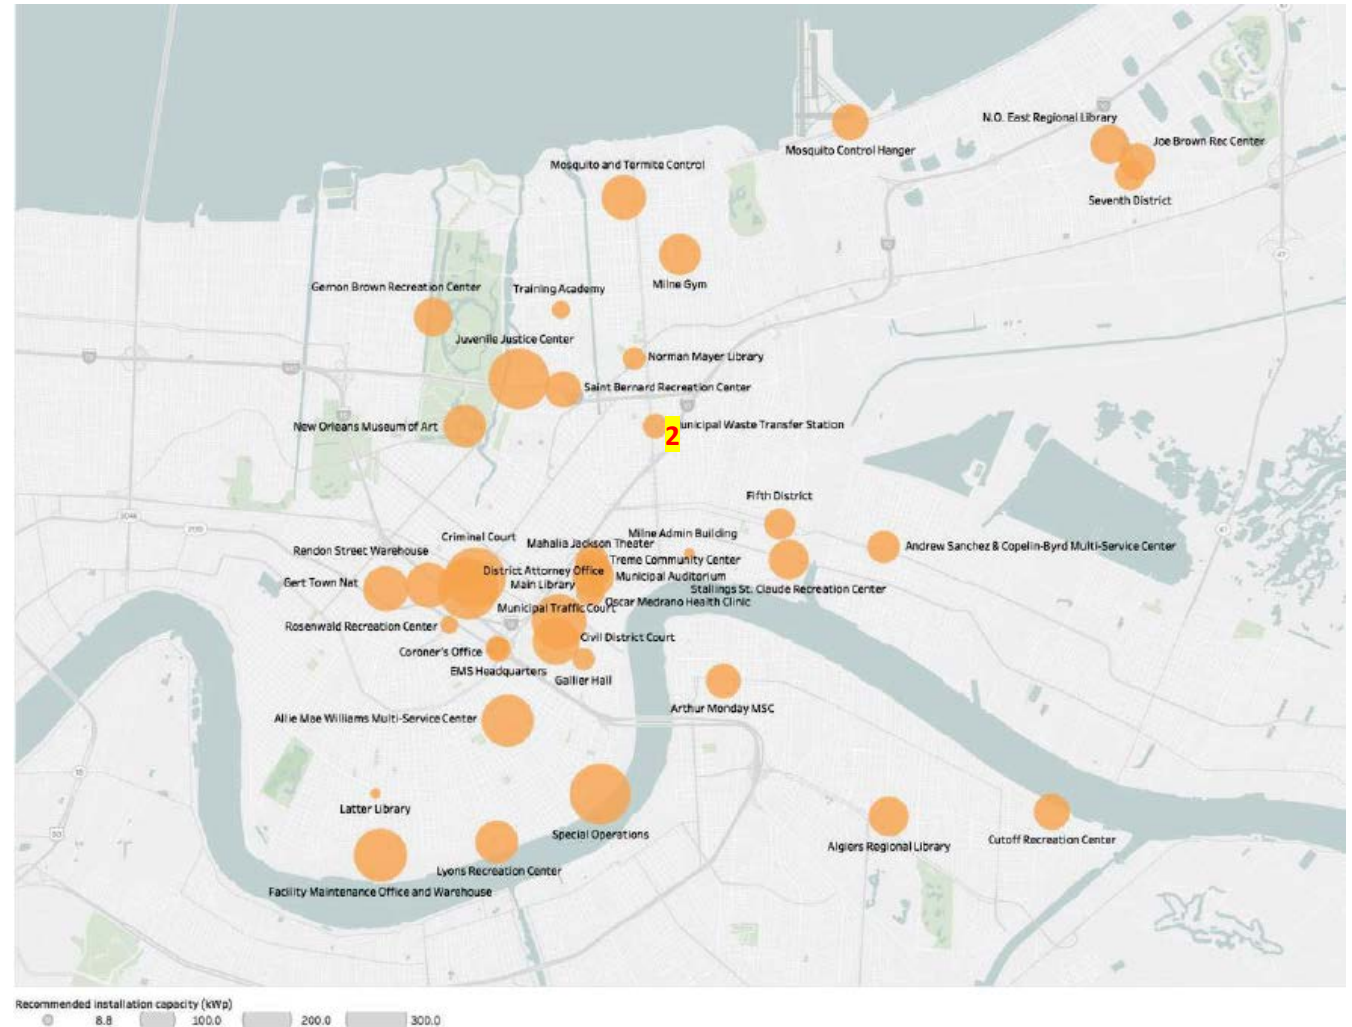 N.O. East Regional Library
Joe Brown Rec Center
Mosquito Control Hanger
Mosquito and Termite Control
Seventh District
Milne Gym
Gernon Brown Recreation Center
Training Academy
Juvenile Justice Center
Norman Mayer Library
Saint Bernard Recreation Center
New Orleans Museum of Art
2
unicipal Waste Transfer Station
Fifth District
Milne Admin Building
Criminal Court
Mahalia Jackson Theater
Rendon Street Warehouse
Andrew Sanchez & Copelin-Byrd Multi-Service Center
Treme Community Center
District Attorney Office
Municipal Auditorium
Gert Town Nat
Main Library
Stallings St. Claude Recreation Center
Oscar Medrano Health Clinic
Municipal Traffic Court
Rosenwald Recreation Center
Civil District Court
Coroner's Office
EMS Headquarters
Gallier Hall
Arthur Monday MSC
Allie Mae Williams Multi-Service Center
Latter Library
Special Operations
Algiers Regional Library
Cutoff Recreation Center
Lyons Recreation Center
Facility Maintenance Office and Warehouse
Recommended installation capacity (kWp)
8.8 100.0 200.0 300.0